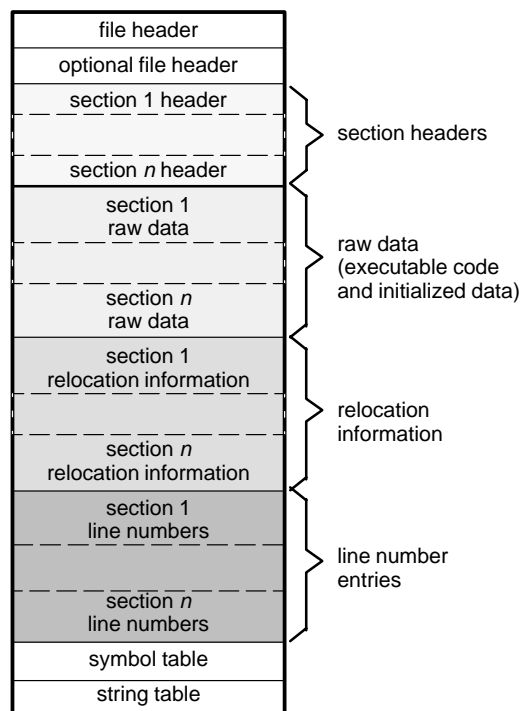 file header
optional file header
section 1 header
section n header
section headers
section 1
raw data
section n
raw data
raw data
(executable code
and initialized data)
section 1
relocation information
section n
relocation information
relocation
information
section 1
line numbers
section n
line numbers
line number
entries
symbol table
string table